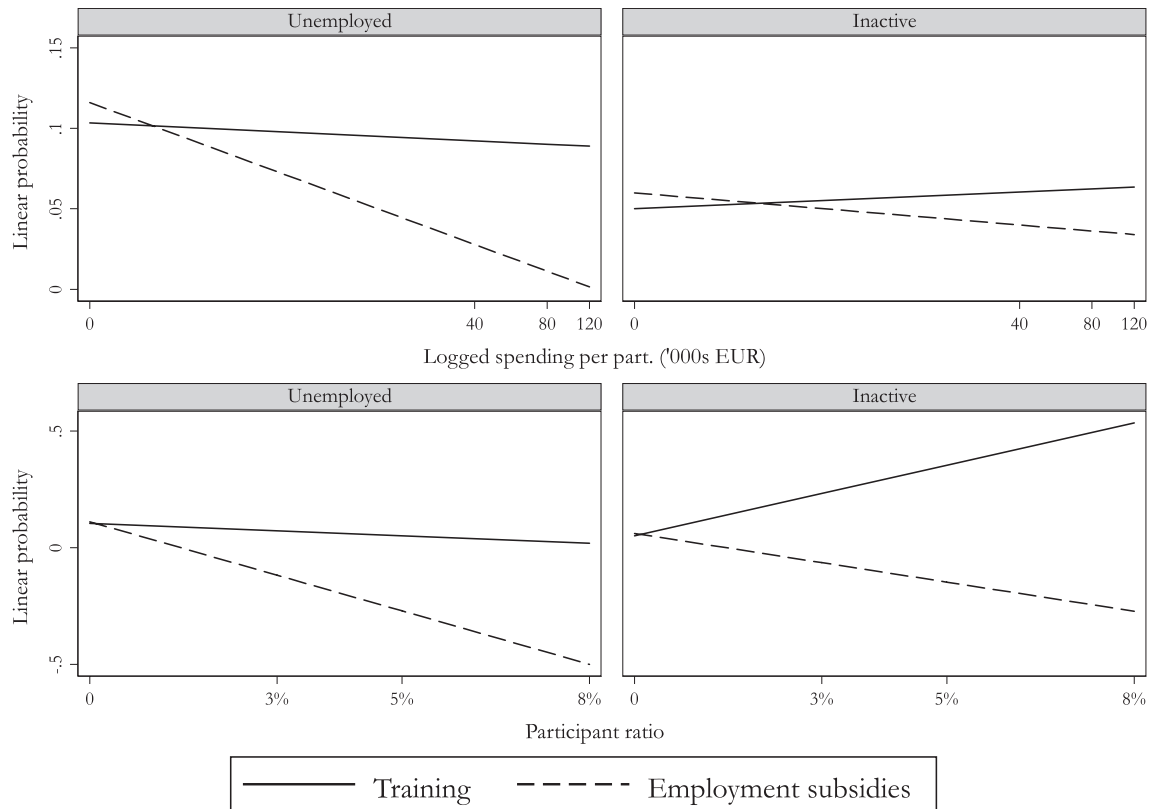 Unemployed Inactive
Linear probability
.15
.1
.05
0
0 40 80 120 0 40 80 120
Logged spending per part. ('000s EUR)
Unemployed Inactive
Linear probability
.5
0
-.5
0 3% 5% 8% 0 3% 5% 8%
Participant ratio
Training Employment subsidies